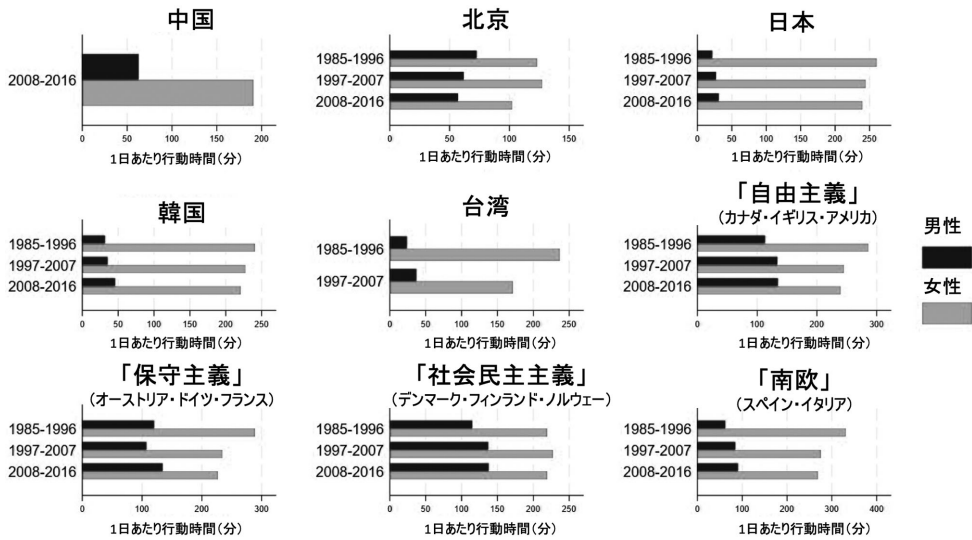 中国
2008-2016
0 50 100 150 200
1日あたり行動時間(分)
北京
1985-1996
1997-2007
2008-2016
0 50 100 150
1日あたり行動時間(分)
日本
1985-1996
1997-2007
2008-2016
0 50 100 150 200 250
1日あたり行動時間(分)
韓国
1985-1996
1997-2007
2008-2016
0 50 100 150 200 250
1日あたり行動時間(分)
台湾
1985-1996
1997-2007
0 50 100 150 200 250
1日あたり行動時間(分)
「自由主義」
(カナダ・イギリス・アメリカ)
1985-1996
1997-2007
2008-2016
0 100 200 300
1日あたり行動時間(分)
男性
女性
「保守主義」
(オーストリア・ドイツ・フランス)
1985-1996
1997-2007
2008-2016
0 100 200 300
1日あたり行動時間(分)
「社会民主主義」
(デンマーク・フィンランド・ノルウェー)
1985-1996
1997-2007
2008-2016
0 50 100 150 200 250
1日あたり行動時間(分)
「南欧」
(スペイン・イタリア)
1985-1996
1997-2007
2008-2016
0 100 200 300 400
1日あたり行動時間(分)